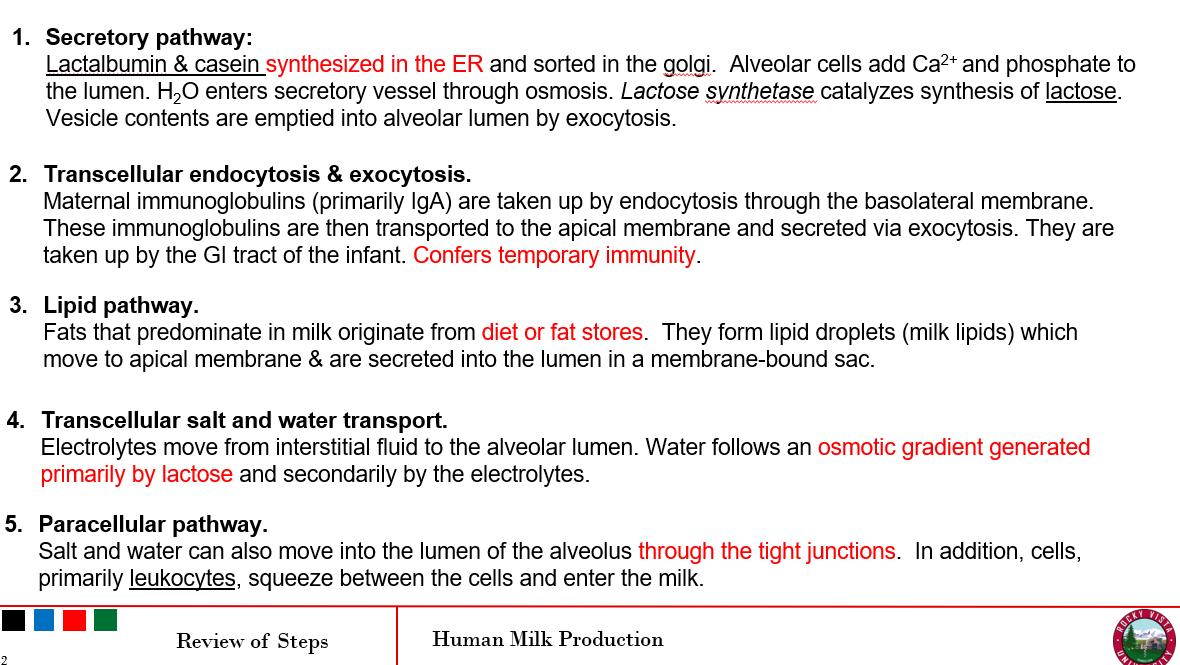 1. Secretory pathway:
Lactalbumin & casein synthesized in the ER and sorted in the golgi. Alveolar cells add Ca²⁺ and phosphate to
the lumen. H₂O enters secretory vessel through osmosis. Lactose synthetase catalyzes synthesis of lactose.
Vesicle contents are emptied into alveolar lumen by exocytosis.
2. Transcellular endocytosis & exocytosis.
Maternal immunoglobulins (primarily IgA) are taken up by endocytosis through the basolateral membrane.
These immunoglobulins are then transported to the apical membrane and secreted via exocytosis. They are
taken up by the GI tract of the infant. Confers temporary immunity.
3. Lipid pathway.
Fats that predominate in milk originate from diet or fat stores. They form lipid droplets (milk lipids) which
move to apical membrane & are secreted into the lumen in a membrane-bound sac.
4. Transcellular salt and water transport.
Electrolytes move from interstitial fluid to the alveolar lumen. Water follows an osmotic gradient generated
primarily by lactose and secondarily by the electrolytes.
5. Paracellular pathway.
Salt and water can also move into the lumen of the alveolus through the tight junctions. In addition, cells,
primarily leukocytes, squeeze between the cells and enter the milk.
Review of Steps
Human Milk Production
ROCKY VISTA
2